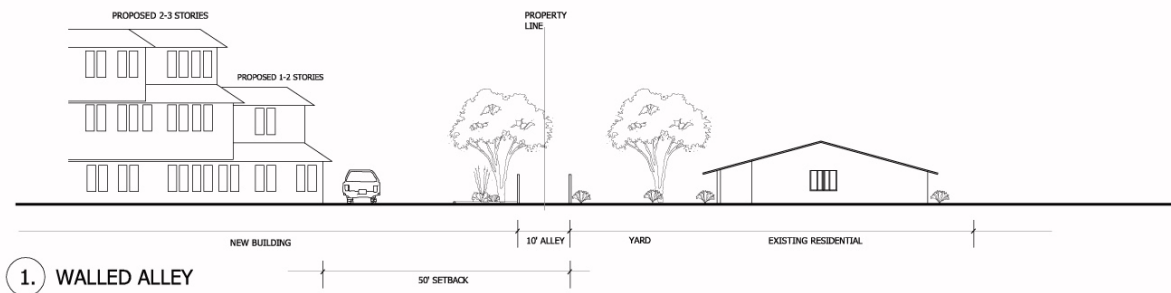 PROPOSED 2-3 STORIES
PROPERTY
LINE
PROPOSED 1-2 STORIES
NEW BUILDING
10' ALLEY
YARD
EXISTING RESIDENTIAL
1. WALLED ALLEY
50' SETBACK